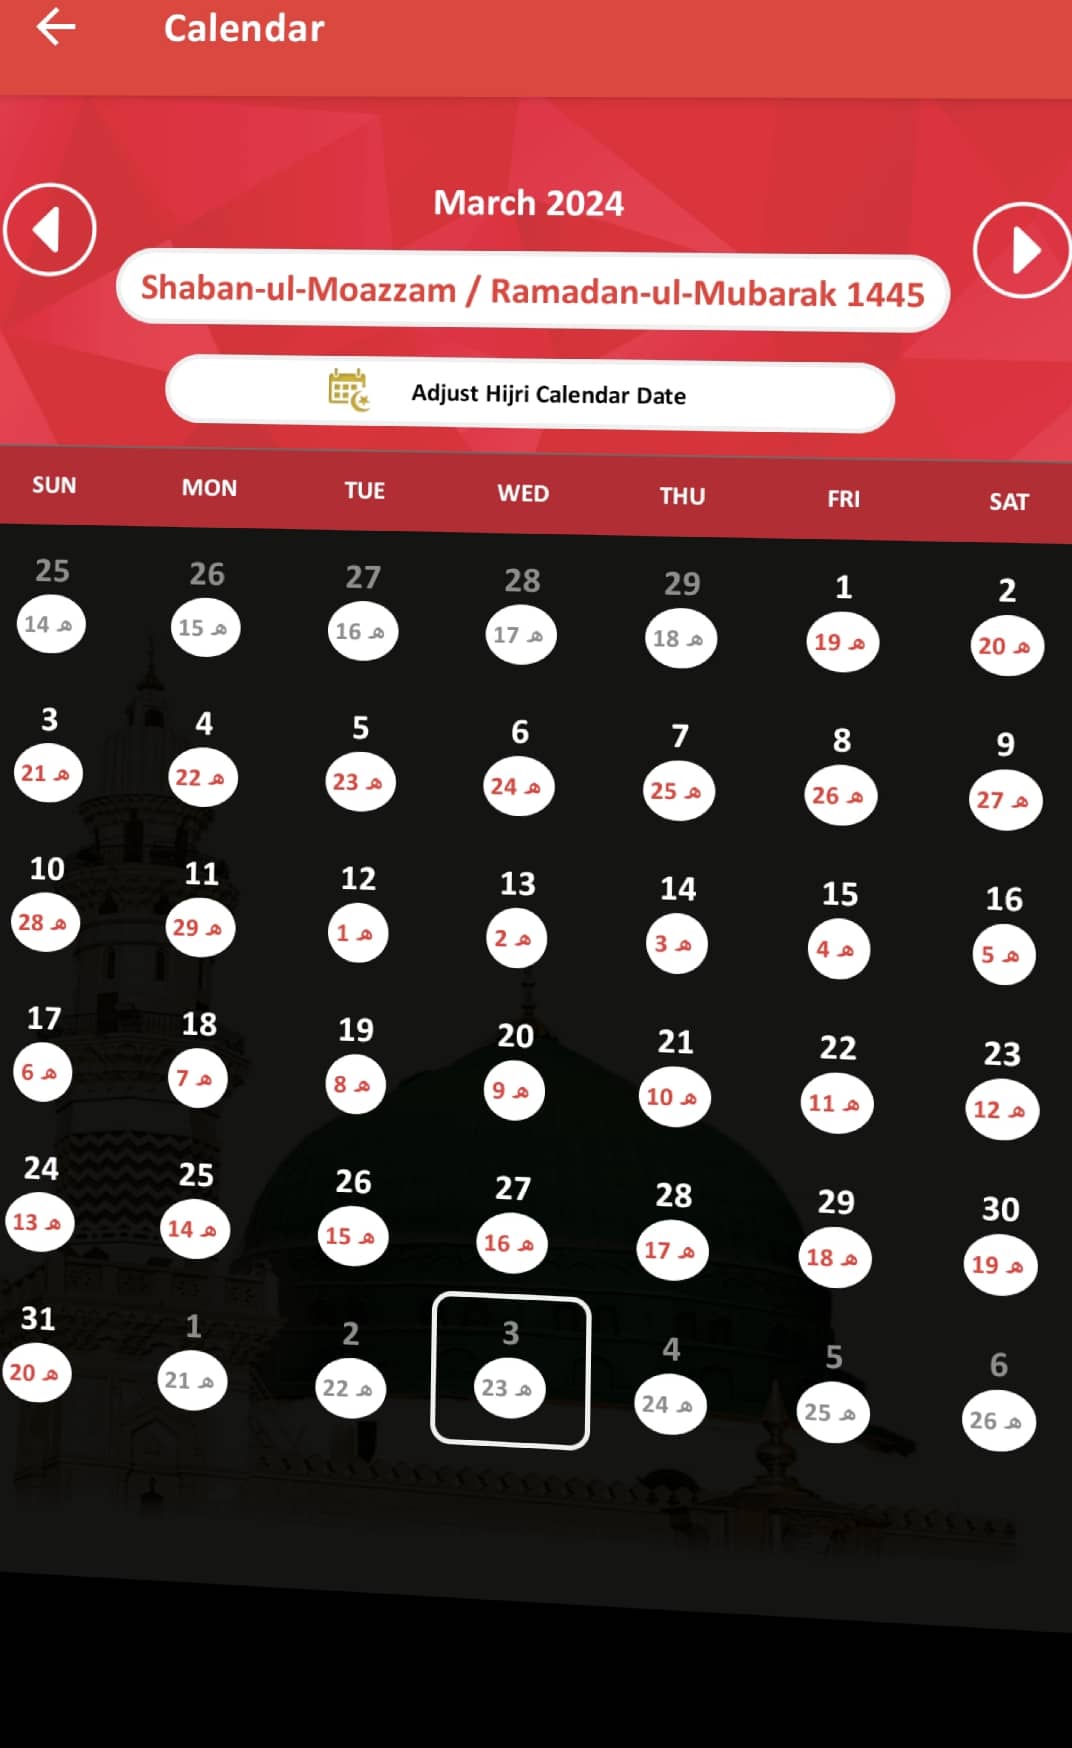 Calendar
March 2024
Shaban-ul-Moazzam / Ramadan-ul-Mubarak 1445
Adjust Hijri Calendar Date
SUN MON TUE WED THU FRI SAT
25 26 27 28 29 1 2
14 ھ 15 ھ 16 ھ 17 ھ 18 ھ 19 ھ 20 ھ
3 4 5 6 7 8 9
21 ھ 22 ھ 23 ھ 24 ھ 25 ھ 26 ھ 27 ھ
10 11 12 13 14 15 16
28 ھ 29 ھ 1 ھ 2 ھ 3 ھ 4 ھ 5 ھ
17 18 19 20 21 22 23
6 ھ 7 ھ 8 ھ 9 ھ 10 ھ 11 ھ 12 ھ
24 25 26 27 28 29 30
13 ھ 14 ھ 15 ھ 16 ھ 17 ھ 18 ھ 19 ھ
31 1 2 3 4 5 6
20 ھ 21 ھ 22 ھ 23 ھ 24 ھ 25 ھ 26 ھ